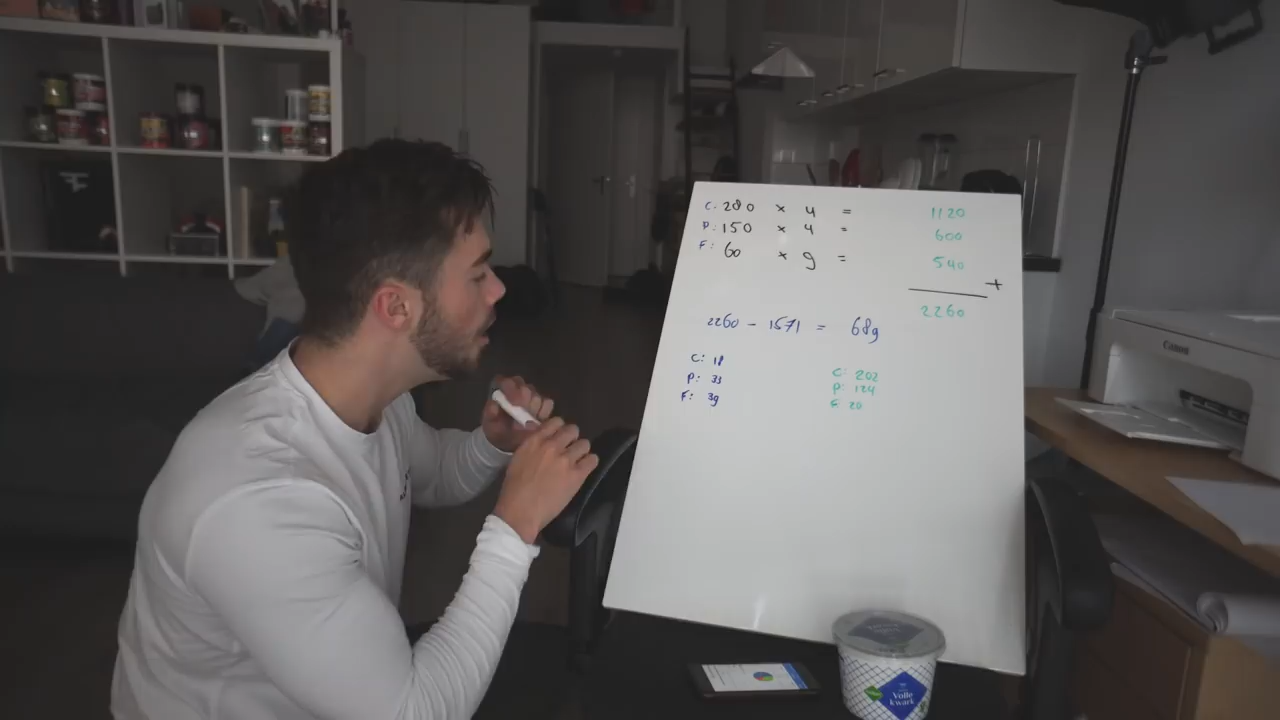 C: 280 x 4 = 1120
P: 150 x 4 = 600
F: 60 x 9 = 540
+
2260
2260 - 1571 = 689
C: 18
P: 33
F: 39
C: 202
P: 124
F: 20
Canon
Volle
kwark